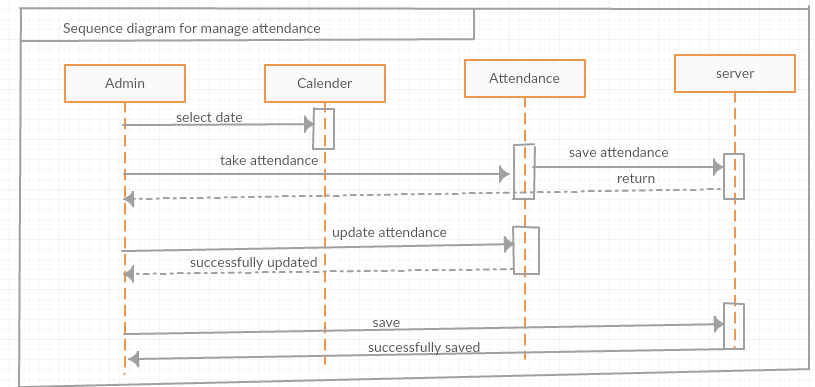 Sequence diagram for manage attendance
Admin
Calender
Attendance
server
select date
take attendance
save attendance
return
update attendance
successfully updated
save
successfully saved